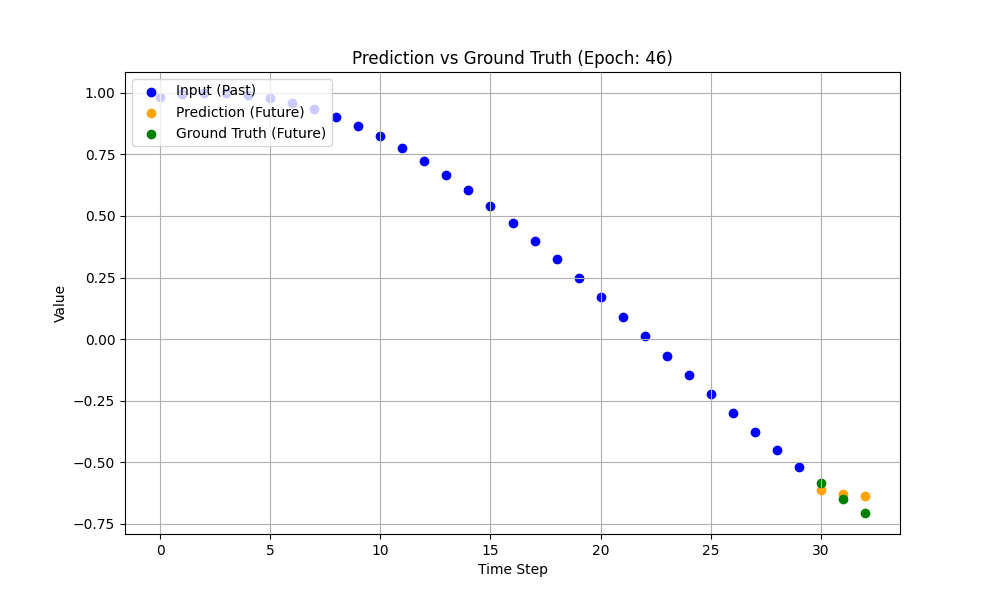 Prediction vs Ground Truth (Epoch: 46)
Input (Past)
Prediction (Future)
Ground Truth (Future)
1.00
0.75
0.50
0.25
0.00
−0.25
−0.50
−0.75
Value
0 5 10 15 20 25 30
Time Step